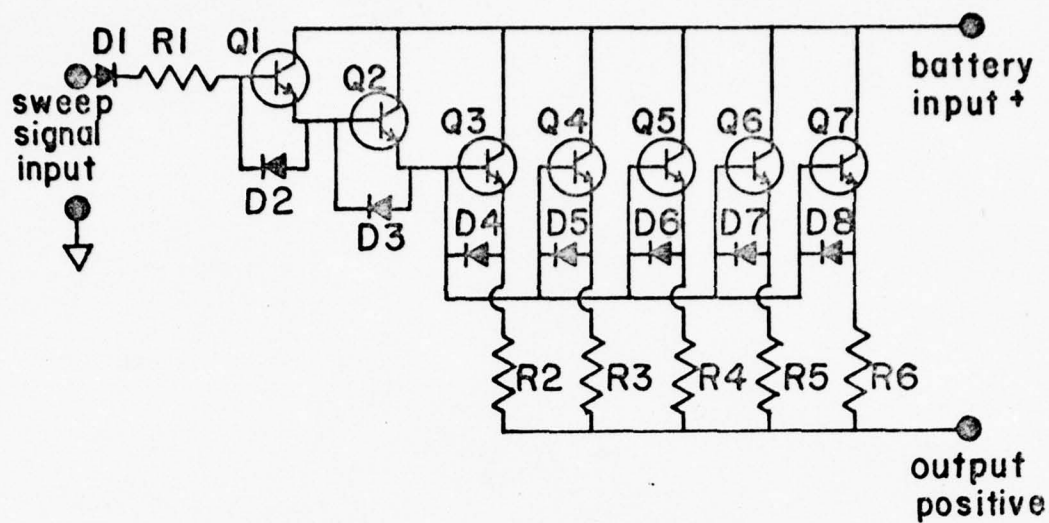 D1 R1 Q1
sweep
signal
input
D2
Q2
D3
Q3 Q4 Q5 Q6 Q7
D4 D5 D6 D7 D8
battery
input +
R2 R3 R4 R5 R6
output
positive